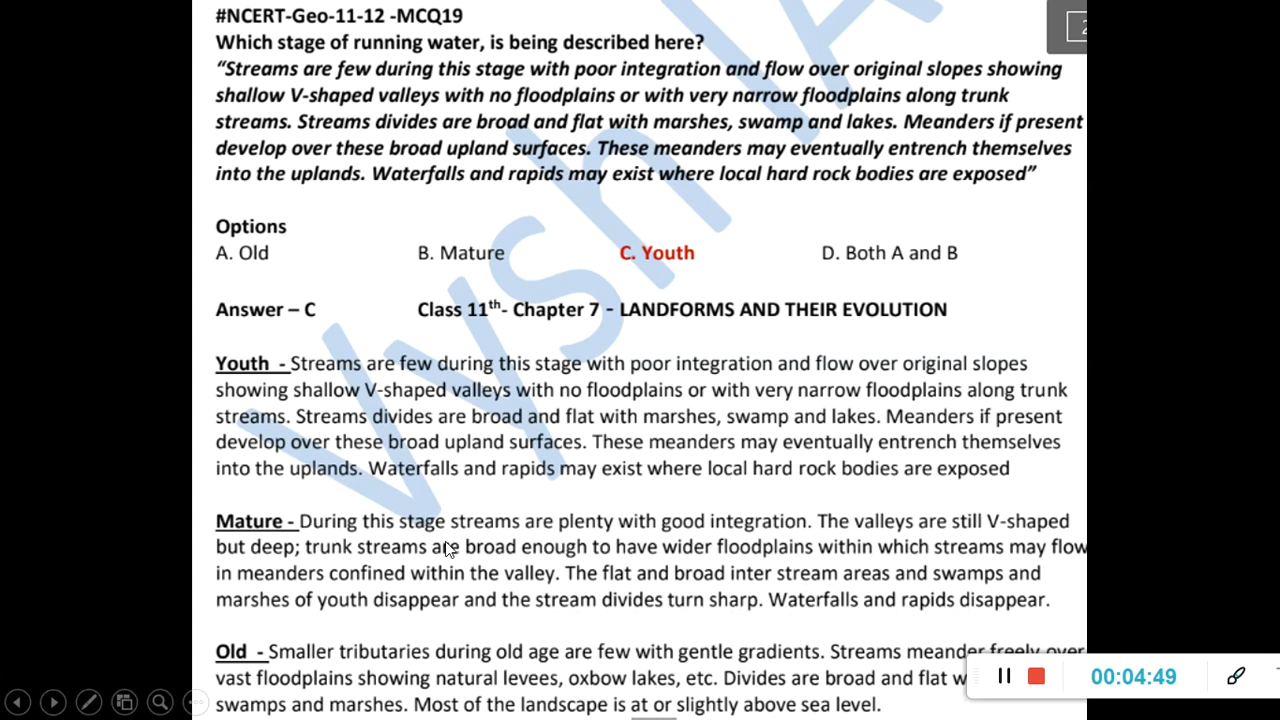 #NCERT-Geo-11-12 -MCQ19
Which stage of running water, is being described here?
“Streams are few during this stage with poor integration and flow over original slopes showing
shallow V-shaped valleys with no floodplains or with very narrow floodplains along trunk
streams. Streams divides are broad and flat with marshes, swamp and lakes. Meanders if present
develop over these broad upland surfaces. These meanders may eventually entrench themselves
into the uplands. Waterfalls and rapids may exist where local hard rock bodies are exposed”
Options
A. Old B. Mature C. Youth D. Both A and B
Answer – C Class 11th- Chapter 7 - LANDFORMS AND THEIR EVOLUTION
Youth - Streams are few during this stage with poor integration and flow over original slopes
showing shallow V-shaped valleys with no floodplains or with very narrow floodplains along trunk
streams. Streams divides are broad and flat with marshes, swamp and lakes. Meanders if present
develop over these broad upland surfaces. These meanders may eventually entrench themselves
into the uplands. Waterfalls and rapids may exist where local hard rock bodies are exposed
Mature - During this stage streams are plenty with good integration. The valleys are still V-shaped
but deep; trunk streams are broad enough to have wider floodplains within which streams may flow
in meanders confined within the valley. The flat and broad inter stream areas and swamps and
marshes of youth disappear and the stream divides turn sharp. Waterfalls and rapids disappear.
Old - Smaller tributaries during old age are few with gentle gradients. Streams meander freely over
vast floodplains showing natural levees, oxbow lakes, etc. Divides are broad and flat
swamps and marshes. Most of the landscape is at or slightly above sea level.
00:04:49
Vysh IA